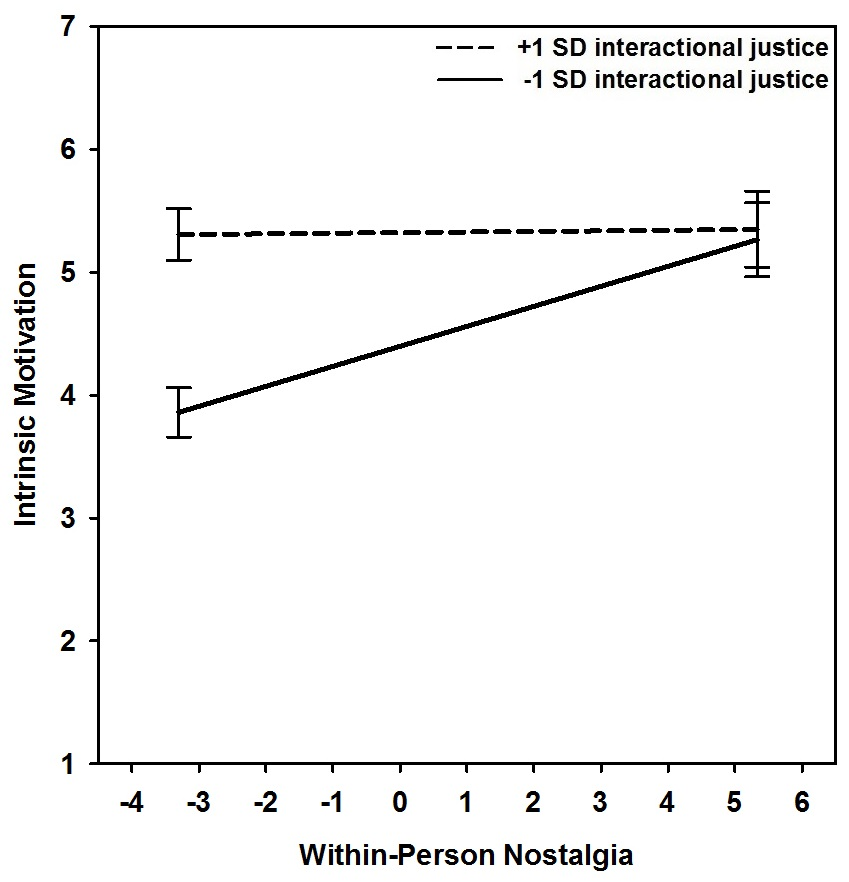 7
+1 SD interactional justice
-1 SD interactional justice
6
5
4
3
2
1
Intrinsic Motivation
-4 -3 -2 -1 0 1 2 3 4 5 6
Within-Person Nostalgia